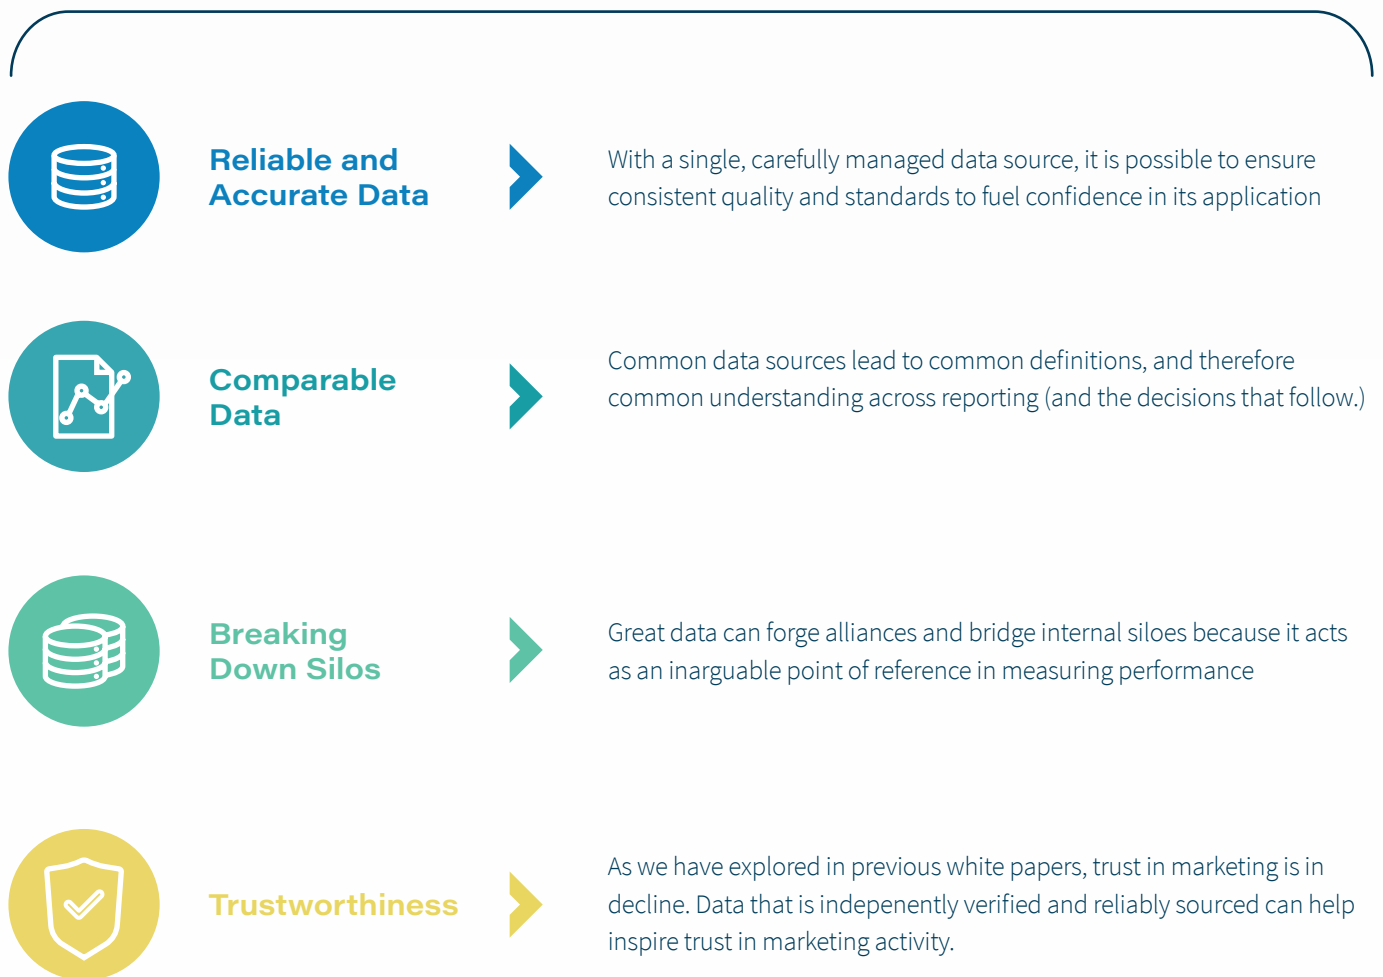 Reliable and
Accurate Data
With a single, carefully managed data source, it is possible to ensure
consistent quality and standards to fuel confidence in its application
Comparable
Data
Common data sources lead to common definitions, and therefore
common understanding across reporting (and the decisions that follow.)
Breaking
Down Silos
Great data can forge alliances and bridge internal siloes because it acts
as an inarguable point of reference in measuring performance
Trustworthiness
As we have explored in previous white papers, trust in marketing is in
decline. Data that is indepenently verified and reliably sourced can help
inspire trust in marketing activity.